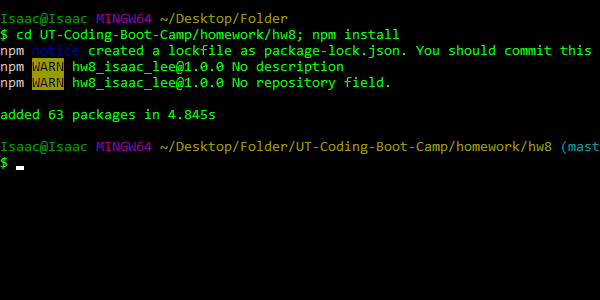 Isaac@Isaac MINGW64 ~/Desktop/Folder
$ cd UT-Coding-Boot-Camp/homework/hw8; npm install
npm notice created a lockfile as package-lock.json. You should commit this
npm WARN hw8_isaac_lee@1.0.0 No description
npm WARN hw8_isaac_lee@1.0.0 No repository field.
added 63 packages in 4.845s
Isaac@Isaac MINGW64 ~/Desktop/Folder/UT-Coding-Boot-Camp/homework/hw8 (mast
$